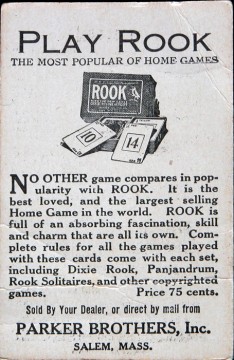 PLAY ROOK
THE MOST POPULAR OF HOME GAMES
ROOK
10
14
NO OTHER game compares in pop-
ularity with ROOK. It is the
best loved, and the largest selling
Home Game in the world. ROOK is
full of an absorbing fascination, skill
and charm that are all its own. Com-
plete rules for all the games played
with these cards come with each set,
including Dixie Rook, Panjandrum,
Rook Solitaires, and other copyrighted
games. Price 75 cents.
Sold By Your Dealer, or direct by mail from
PARKER BROTHERS, Inc.
SALEM, MASS.